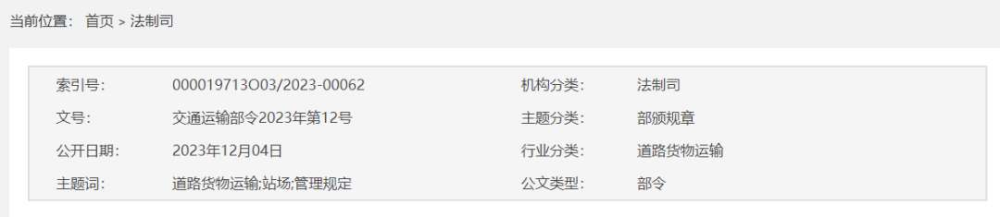 当前位置： 首页 > 法制司
索引号： 000019713O03/2023-00062 机构分类： 法制司
文号： 交通运输部令2023年第12号 主题分类： 部颁规章
公开日期： 2023年12月04日 行业分类： 道路货物运输
主题词： 道路货物运输;站场;管理规定 公文类型： 部令